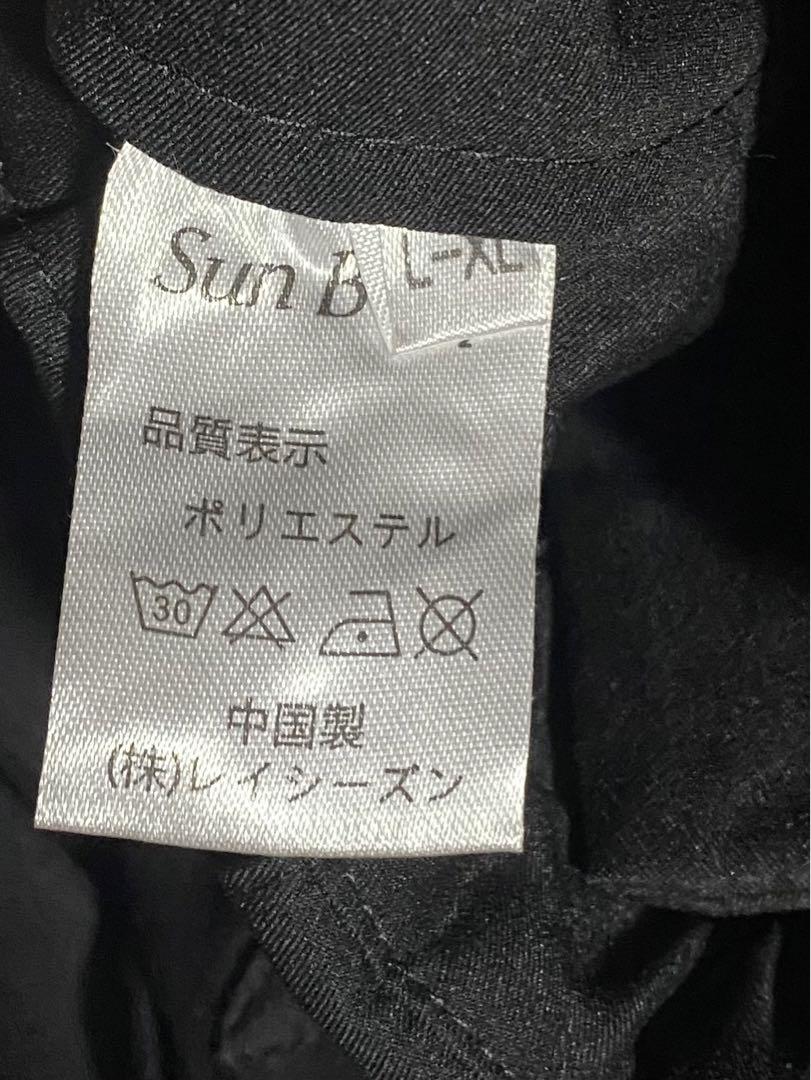 Sun B
L-XL
品質表示
ポリエステル
30
中国製
(株)レイシーズン